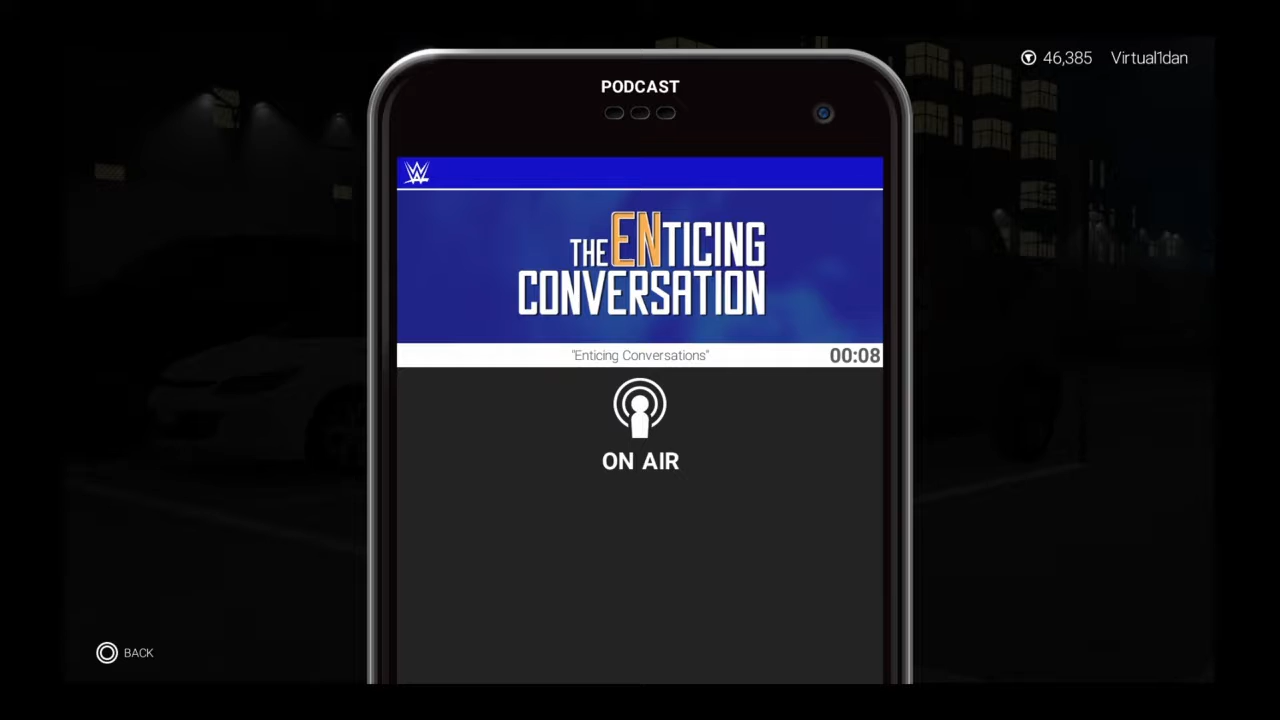 46,385 Virtual1dan
PODCAST
W
THE ENTICING
CONVERSATION
"Enticing Conversations" 00:08
ON AIR
BACK